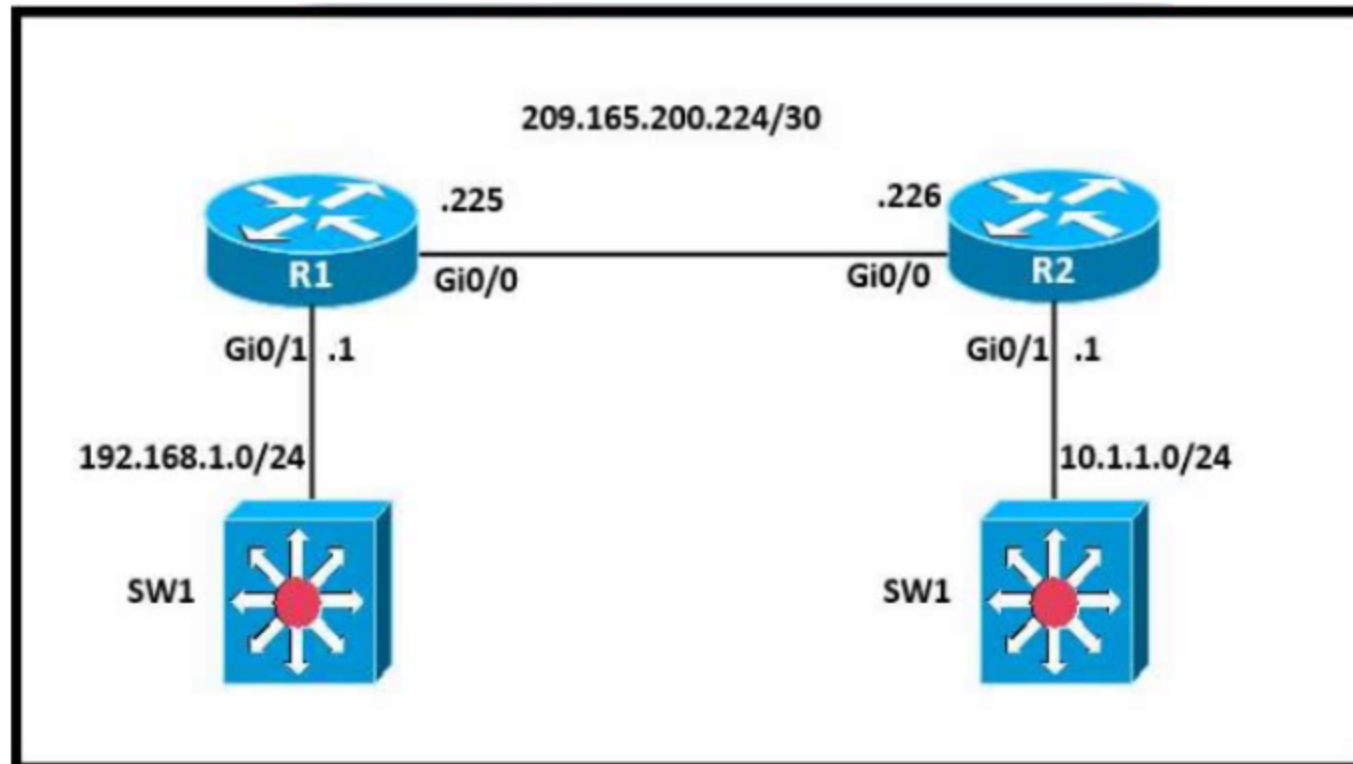 209.165.200.224/30
.225
.226
R1
R2
Gi0/0
Gi0/0
Gi0/1 .1
Gi0/1 .1
192.168.1.0/24
10.1.1.0/24
SW1
SW1